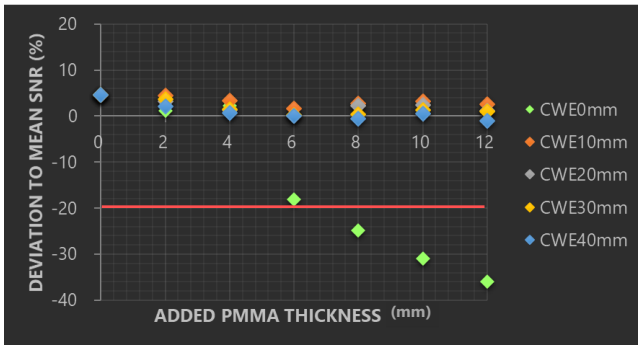 DEVIATION TO MEAN SNR (%)
20
10
0
-10
-20
-30
-40
0 2 4 6 8 10 12
ADDED PMMA THICKNESS (mm)
CWE0mm
CWE10mm
CWE20mm
CWE30mm
CWE40mm